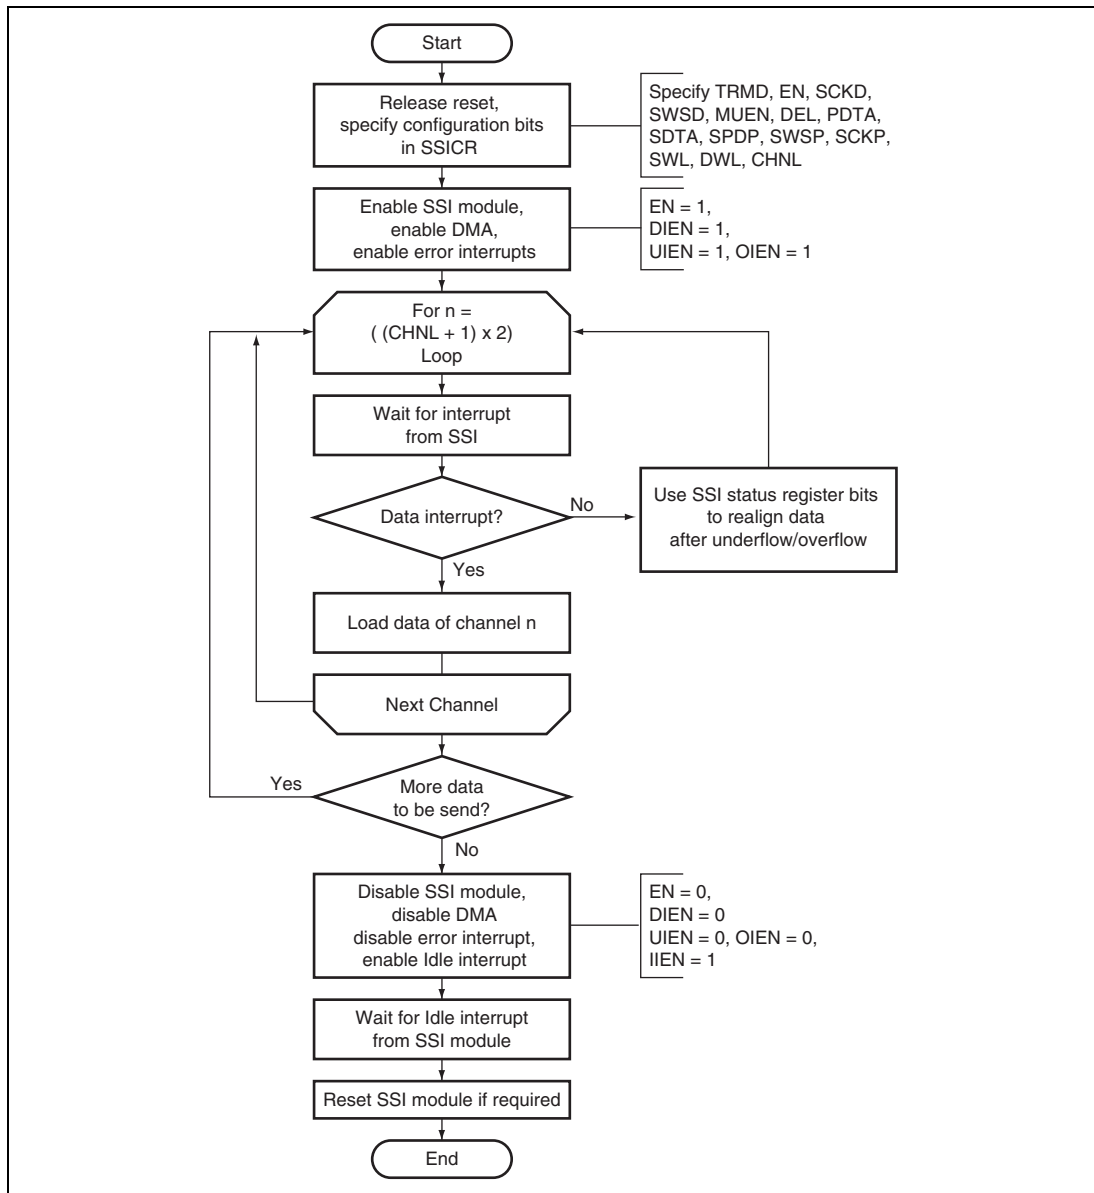 Start
Release reset,
specify configuration bits
in SSICR
Specify TRMD, EN, SCKD,
SWSD, MUEN, DEL, PDTA,
SDTA, SPDP, SWSP, SCKP,
SWL, DWL, CHNL
Enable SSI module,
enable DMA,
enable error interrupts
EN = 1,
DIEN = 1,
UIEN = 1, OIEN = 1
For n =
( (CHNL + 1) x 2)
Loop
Wait for interrupt
from SSI
Data interrupt?
No
Use SSI status register bits
to realign data
after underflow/overflow
Yes
Load data of channel n
Next Channel
Yes
More data
to be send?
No
Disable SSI module,
disable DMA
disable error interrupt,
enable Idle interrupt
EN = 0,
DIEN = 0
UIEN = 0, OIEN = 0,
IIEN = 1
Wait for Idle interrupt
from SSI module
Reset SSI module if required
End